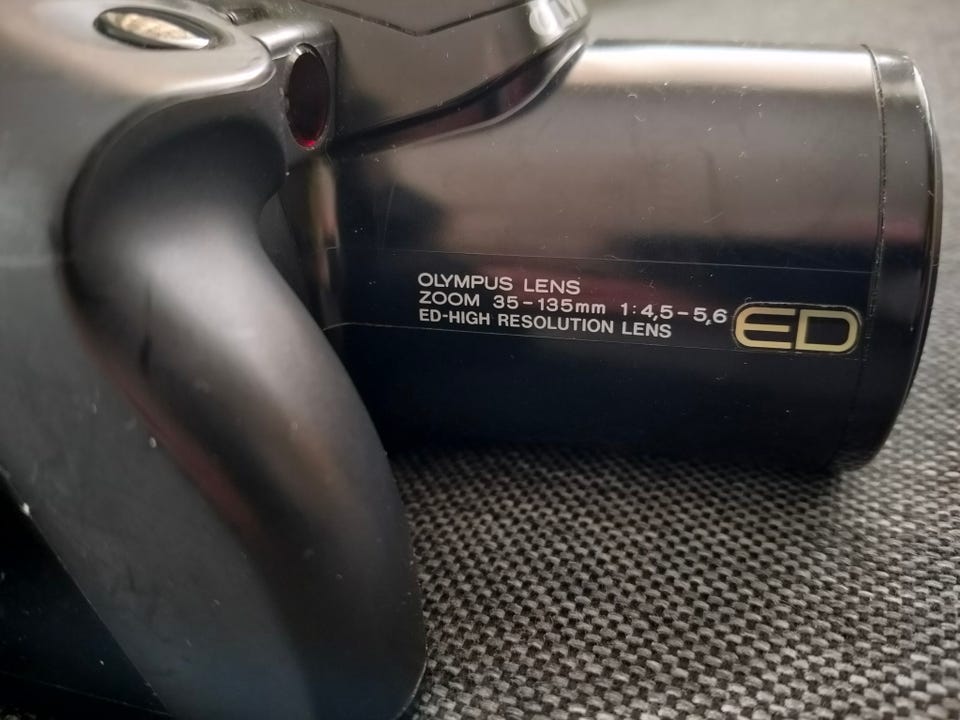 OLYMPUS LENS
ZOOM 35-135mm 1:4,5-5,6
ED-HIGH RESOLUTION LENS
ED